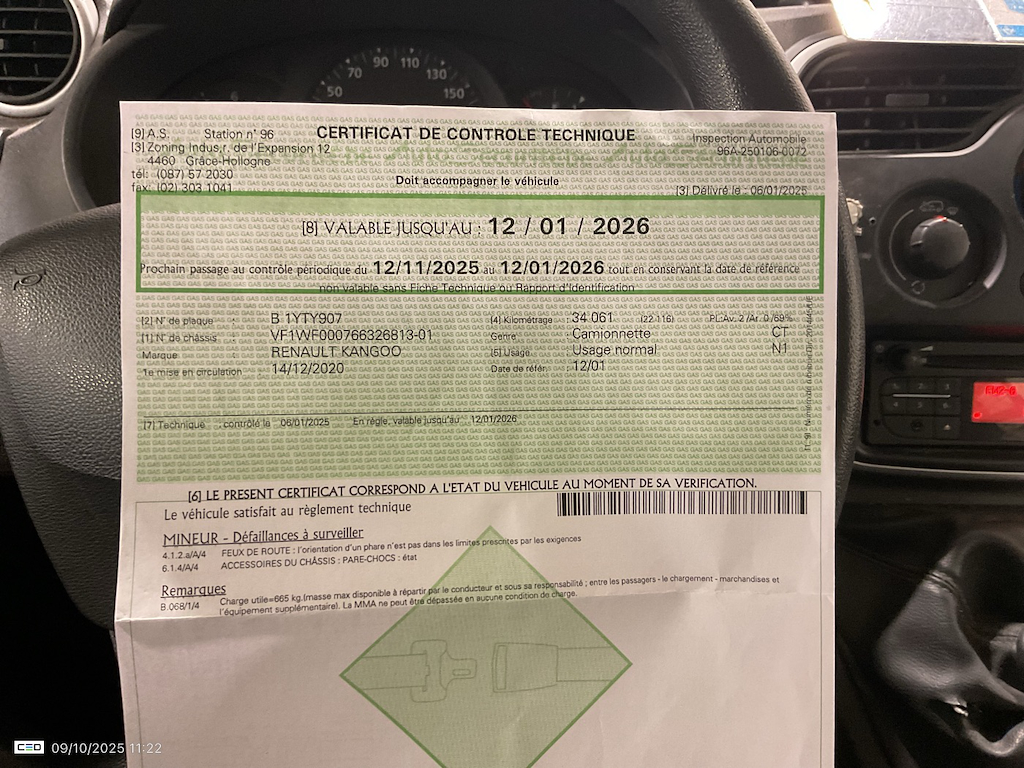 50 70 90 110 130 150
[9] A.S. Station n° 96
CERTIFICAT DE CONTROLE TECHNIQUE
Inspection Automobile
[3] Zoning Indus,r. de l'Expansion 12
96A-250106-0072
4460 Grâce-Hollogne
tél: (087) 57 2030
Doit accompagner le véhicule
fax: (02) 303 1041
[3] Délivré le : 06/01/2025
[8] VALABLE JUSQU'AU : 12 / 01 / 2026
Prochain passage au contrôle périodique du 12/11/2025 au 12/01/2026 tout en conservant la date de référence
non valable sans Fiche Technique ou Rapport d'Identification
[2] N° de plaque : B 1YTY907
[4] Kilométrage : 34 061 (22 116) PL:Av. 2 /Ar. 0 /69%
[1] N° de châssis : VF1WF000766326813-01
Genre : Camionnette CT
Marque : RENAULT KANGOO
[5] Usage : Usage normal N1
1e mise en circulation 14/12/2020
Date de référ. : 12/01
[7] Technique : contrôlé le 06/01/2025 En règle, valable jusqu'au 12/01/2026
[6] LE PRESENT CERTIFICAT CORRESPOND A L'ETAT DU VEHICULE AU MOMENT DE SA VERIFICATION.
Le véhicule satisfait au règlement technique
MINEUR - Défaillances à surveiller
4.1.2.a/A/4 FEUX DE ROUTE : l'orientation d'un phare n'est pas dans les limites prescrites par les exigences
6.1.4/A/4 ACCESSOIRES DU CHÂSSIS : PARE-CHOCS : état
Remarques
B.068/1/4 Charge utile=665 kg.(masse max disponible à répartir par le conducteur et sous sa responsabilité ; entre les passagers - le chargement - marchandises et
l'équipement supplémentaire). La MMA ne peut être dépassée en aucune condition de charge.
CEO 09/10/2025 11:22